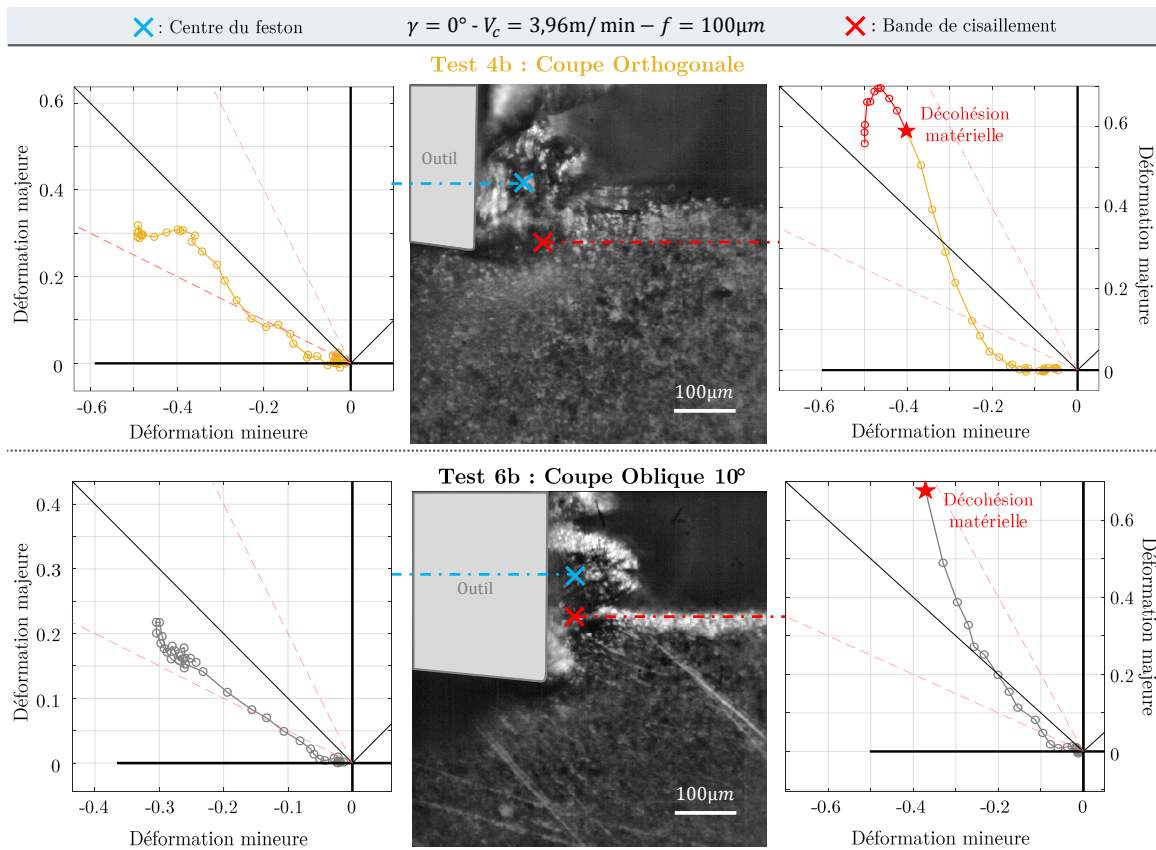 : Centre du feston
γ = 0° - V_c = 3,96m/ min − f = 100μm
: Bande de cisaillement
Test 4b : Coupe Orthogonale
Déformation majeure
0.6
0.4
0.2
0
-0.6
-0.4
-0.2
0
Déformation mineure
Outil
100μm
Décohésion
matérielle
Déformation majeure
0.6
0.4
0.2
0
-0.6
-0.4
-0.2
0
Déformation mineure
Test 6b : Coupe Oblique 10°
Déformation majeure
0.4
0.3
0.2
0.1
0
-0.4
-0.3
-0.2
-0.1
0
Déformation mineure
Outil
100μm
Décohésion
matérielle
Déformation majeure
0.6
0.4
0.2
0
-0.6
-0.4
-0.2
0
Déformation mineure